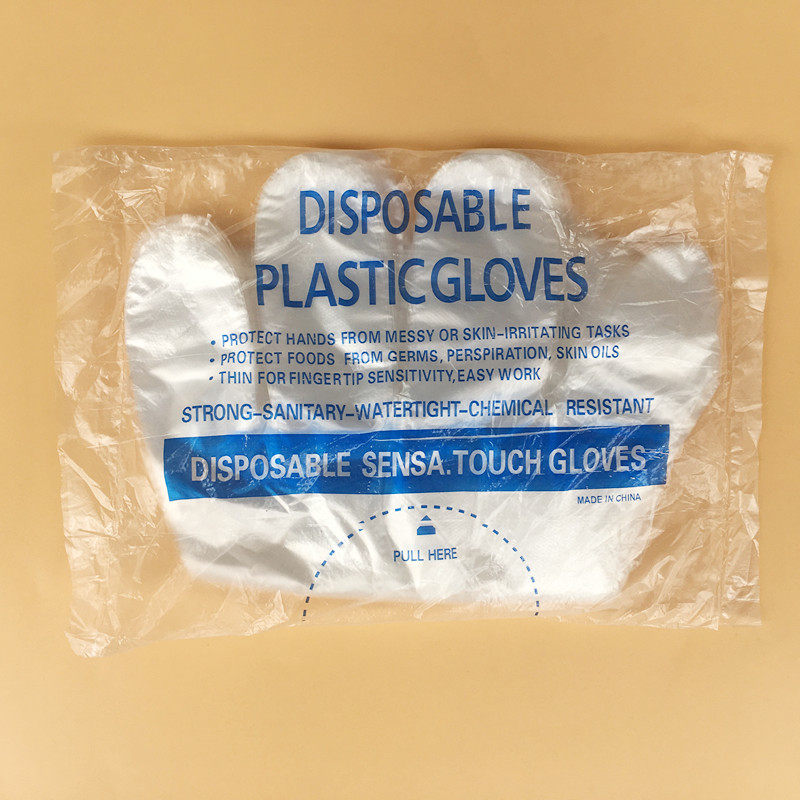 DISPOSABLE
PLASTIC GLOVES
• PROTECT HANDS FROM MESSY OR SKIN-IRRITATING TASKS
• PROTECT FOODS FROM GERMS, PERSPIRATION, SKIN OILS
• THIN FOR FINGERTIP SENSITIVITY, EASY WORK
STRONG-SANITARY-WATERTIGHT-CHEMICAL RESISTANT
DISPOSABLE SENSA.TOUCH GLOVES
MADE IN CHINA
PULL HERE